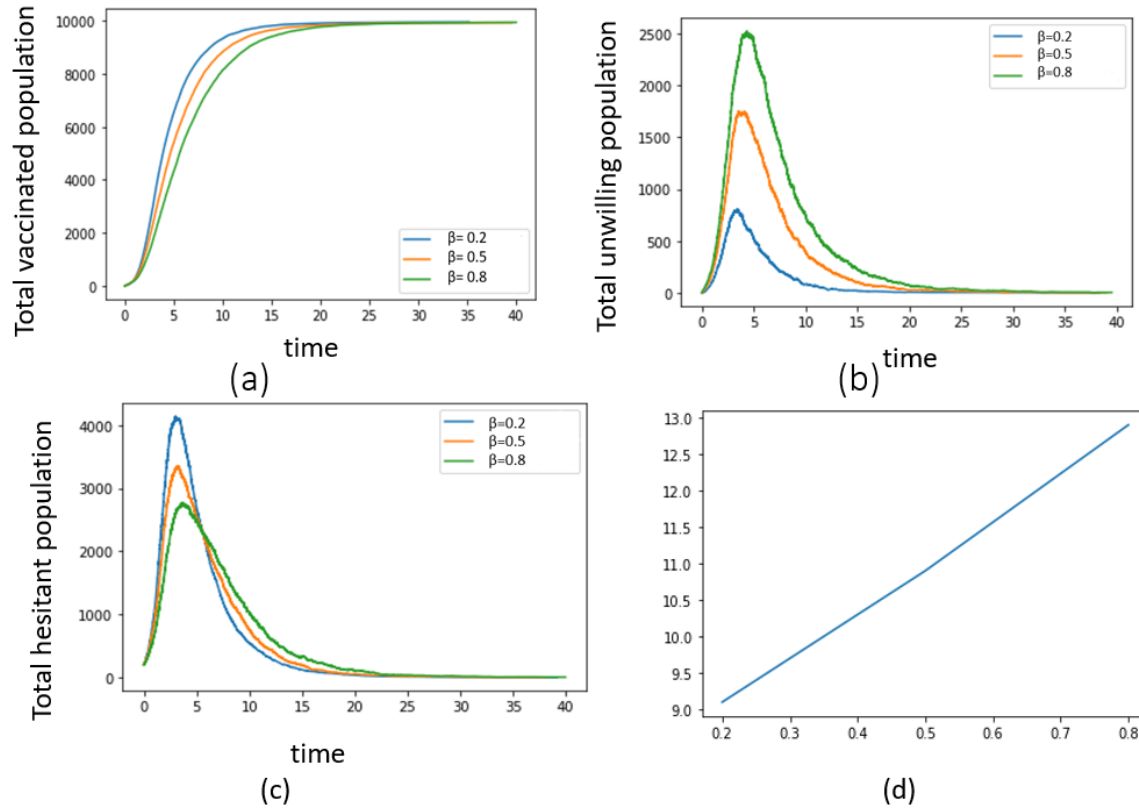 Total vaccinated population
10000
8000
6000
4000
2000
0
β= 0.2
β= 0.5
β= 0.8
0 5 10 15 20 25 30 35 40
time
(a)
Total unwilling population
2500
2000
1500
1000
500
0
β=0.2
β=0.5
β=0.8
0 5 10 15 20 25 30 35 40
time
(b)
Total hesitant population
4000
3000
2000
1000
0
β=0.2
β=0.5
β=0.8
0 5 10 15 20 25 30 35 40
time
(c)
13.0
12.5
12.0
11.5
11.0
10.5
10.0
9.5
9.0
0.2 0.3 0.4 0.5 0.6 0.7 0.8
(d)